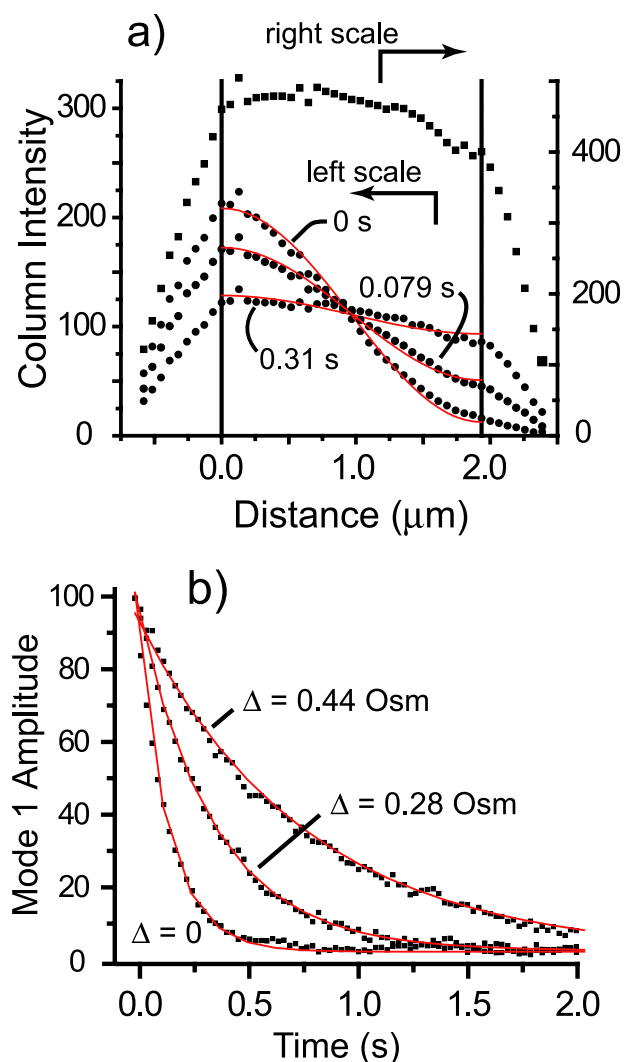 a)
right scale
300
400
left scale
200
0 s
0.079 s
200
100
0.31 s
0
0
0.0
1.0
2.0
Column Intensity
Distance (μm)
b)
100
80
Δ = 0.44 Osm
60
40
Δ = 0.28 Osm
20
Δ = 0
0
0.0
0.5
1.0
1.5
2.0
Mode 1 Amplitude
Time (s)